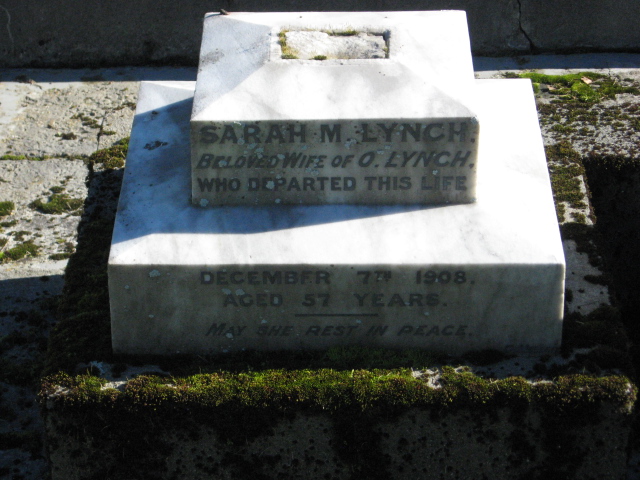 SARAH M. LYNCH.
BELOVED WIFE OF O. LYNCH.
WHO DEPARTED THIS LIFE
DECEMBER 7TH 1908.
AGED 57 YEARS.
MAY SHE REST IN PEACE.